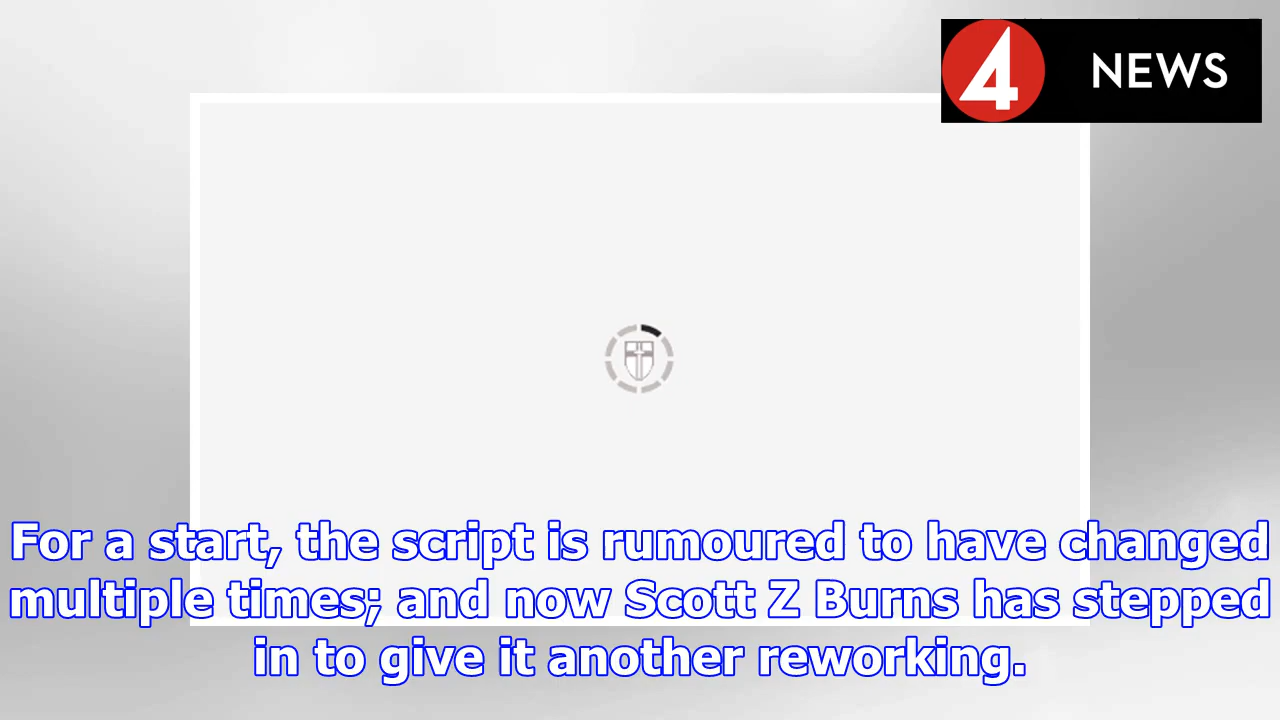 4 NEWS
For a start, the script is rumoured to have changed
multiple times; and now Scott Z Burns has stepped
in to give it another reworking.